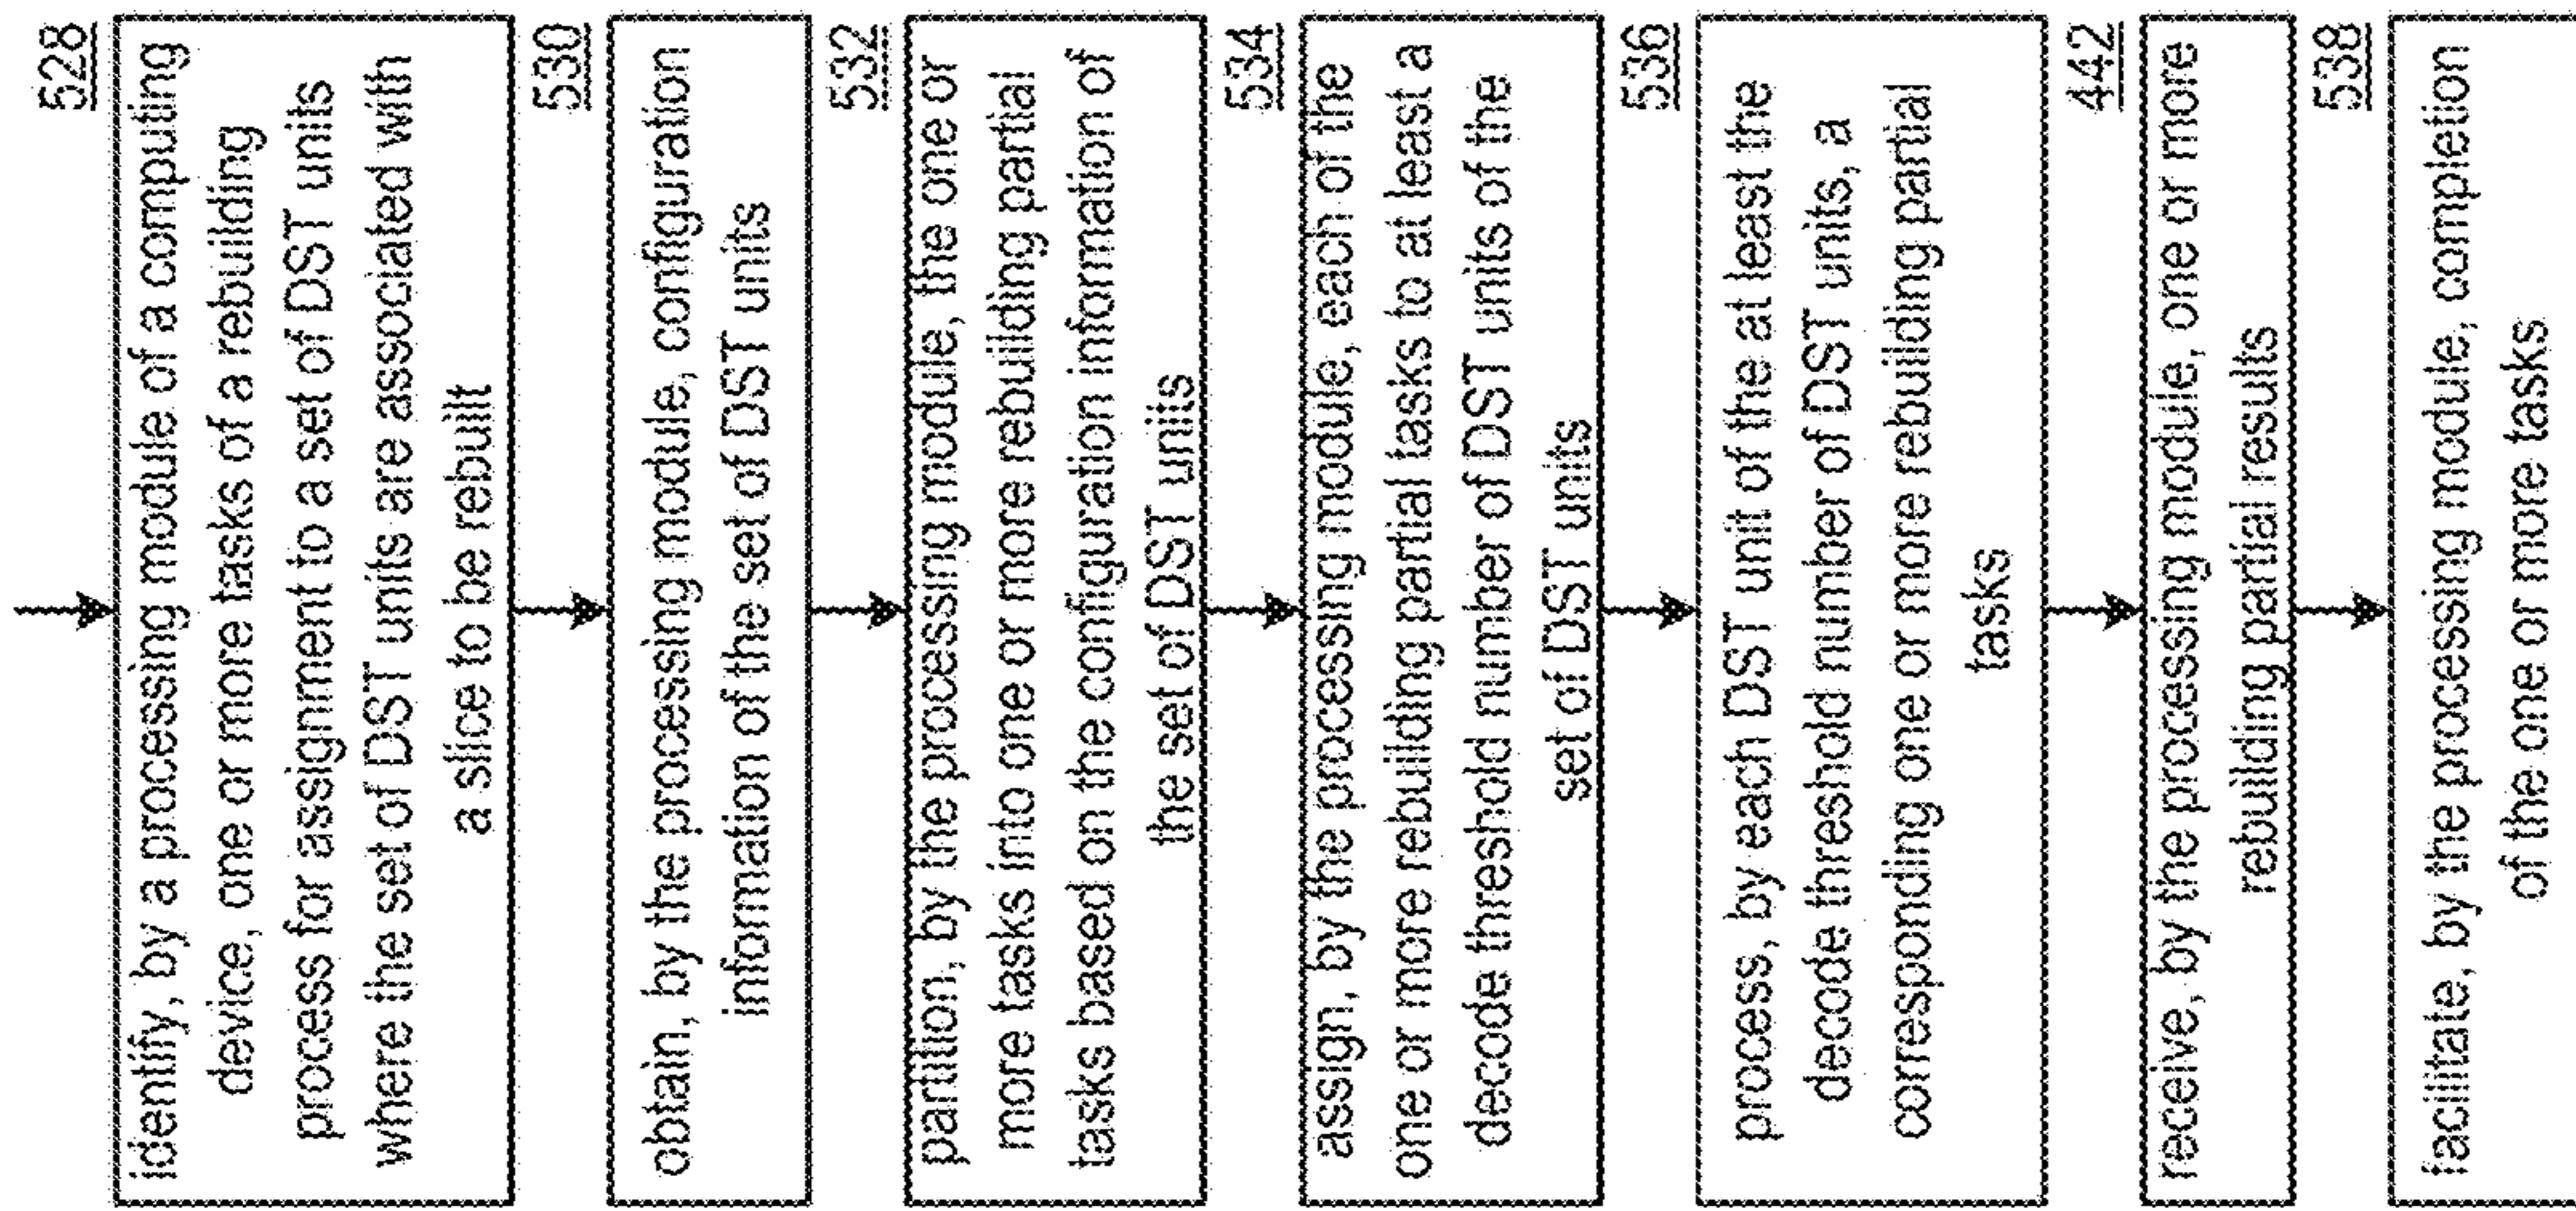 528
identify, by a processing module of a computing
device, one or more tasks of a rebuilding
process for assignment to a set of DST units
where the set of DST units are associated with
a slice to be rebuilt
530
obtain, by the processing module, configuration
information of the set of DST units
532
partition, by the processing module, the one or
more tasks into one or more rebuilding partial
tasks based on the configuration information of
the set of DST units
534
assign, by the processing module, each of the
one or more rebuilding partial tasks to at least a
decode threshold number of DST units of the
set of DST units
536
process, by each DST unit of the at least the
decode threshold number of DST units, a
corresponding one or more rebuilding partial
tasks
442
receive, by the processing module, one or more
rebuilding partial results
538
facilitate, by the processing module, completion
of the one or more tasks